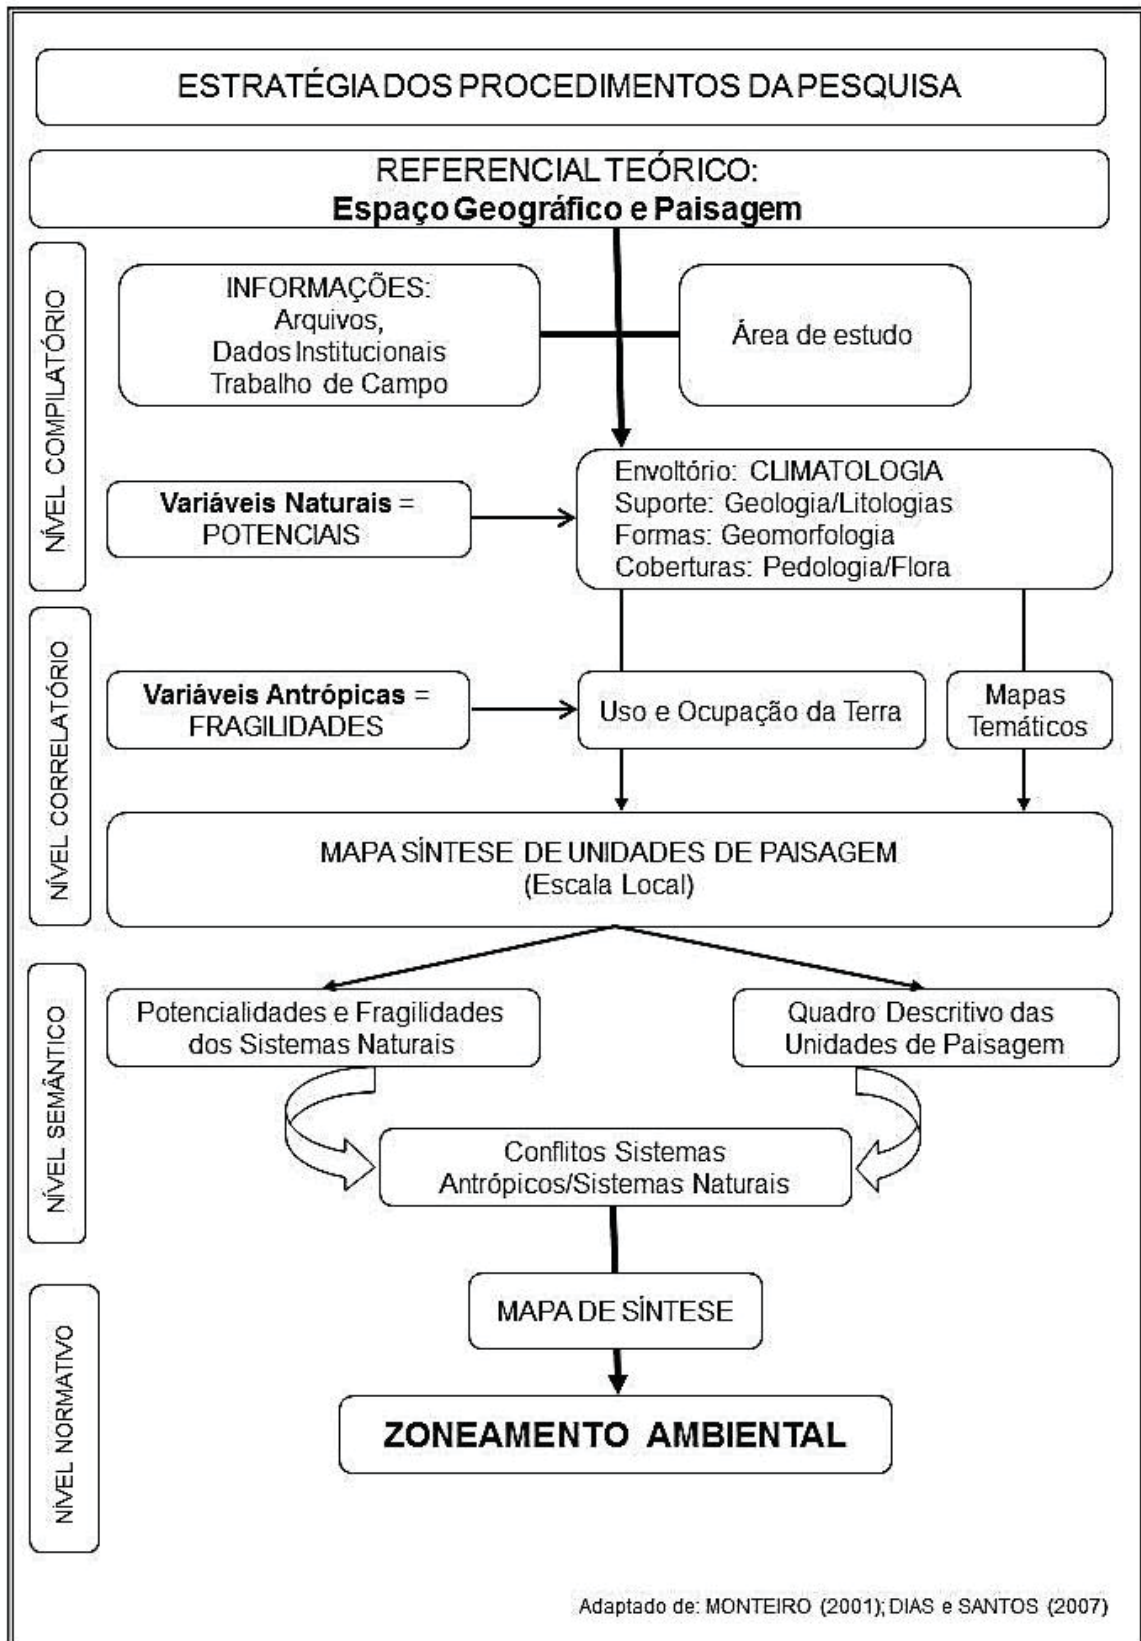 ESTRATÉGIA DOS PROCEDIMENTOS DA PESQUISA
REFERENCIAL TEÓRICO:
Espaço Geográfico e Paisagem
NÍVEL COMPILATÓRIO
INFORMAÇÕES:
Arquivos,
Dados Institucionais
Trabalho de Campo
Área de estudo
Variáveis Naturais =
POTENCIAIS
Envoltório: CLIMATOLOGIA
Suporte: Geologia/Litologias
Formas: Geomorfologia
Coberturas: Pedologia/Flora
NÍVEL CORRELATÓRIO
Variáveis Antrópicas =
FRAGILIDADES
Uso e Ocupação da Terra
Mapas
Temáticos
MAPA SÍNTESE DE UNIDADES DE PAISAGEM
(Escala Local)
NÍVEL SEMÂNTICO
Potencialidades e Fragilidades
dos Sistemas Naturais
Quadro Descritivo das
Unidades de Paisagem
Conflitos Sistemas
Antrópicos/Sistemas Naturais
NÍVEL NORMATIVO
MAPA DE SÍNTESE
ZONEAMENTO AMBIENTAL
Adaptado de: MONTEIRO (2001); DIAS e SANTOS (2007)